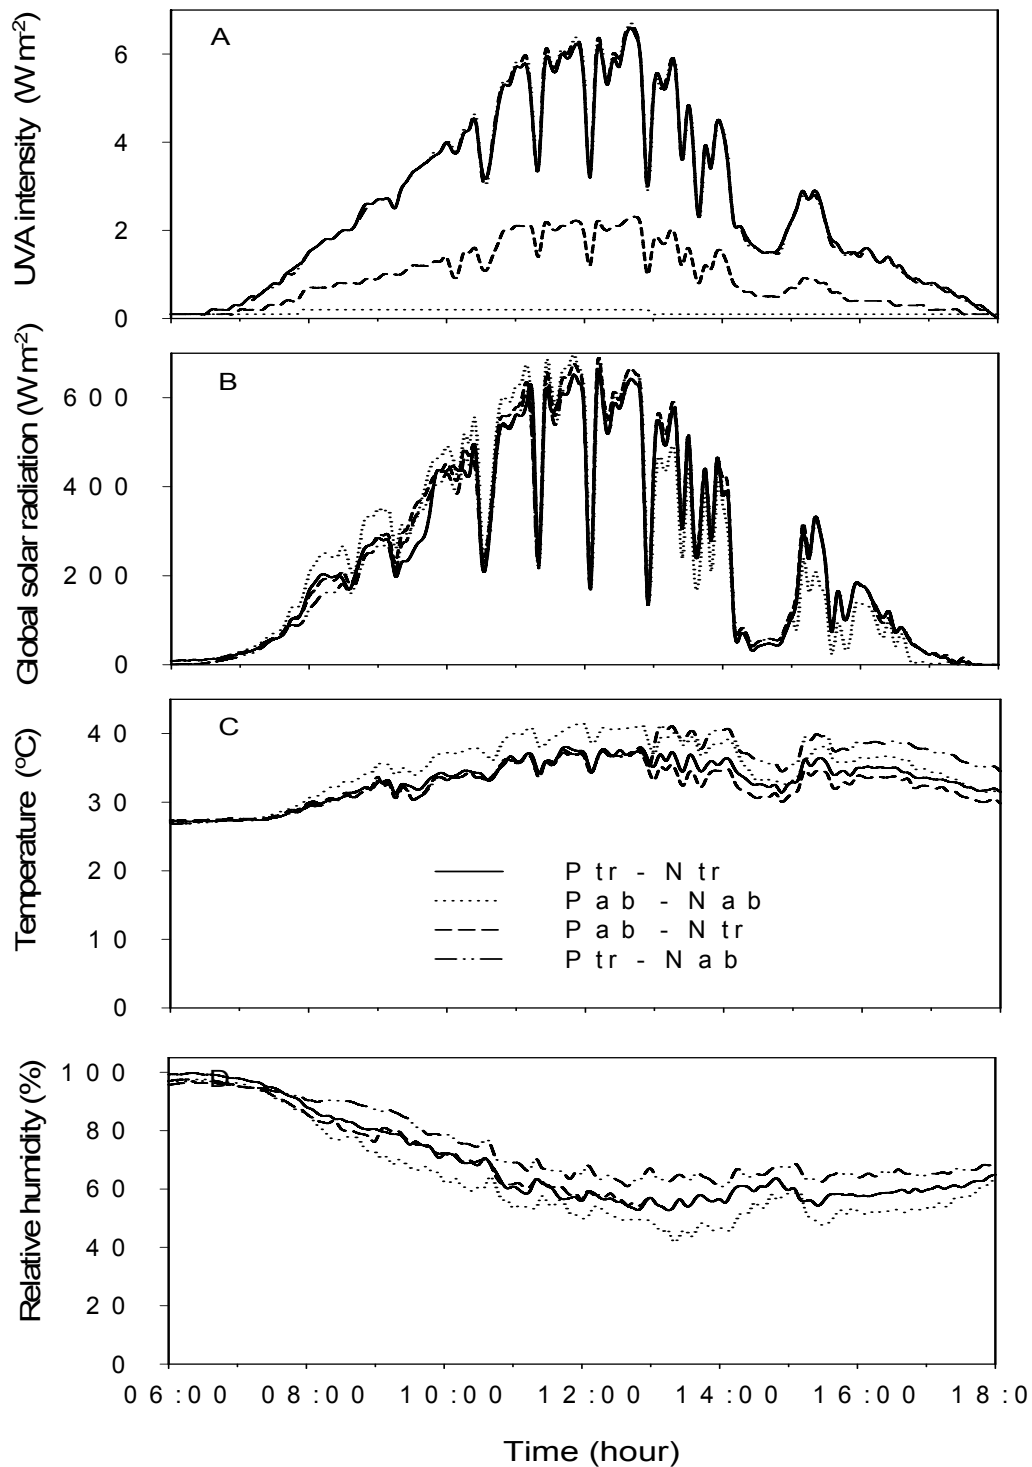 A
UVA intensity (W m-2)
6
4
2
0
B
Global solar radiation (W m-2)
600
400
200
0
C
Temperature (°C)
40
30
20
10
0
Ptr - Ntr
Pab - Nab
Pab - Ntr
Ptr - Nab
D
Relative humidity (%)
100
80
60
40
20
0
06:00 08:00 10:00 12:00 14:00 16:00 18:0
Time (hour)